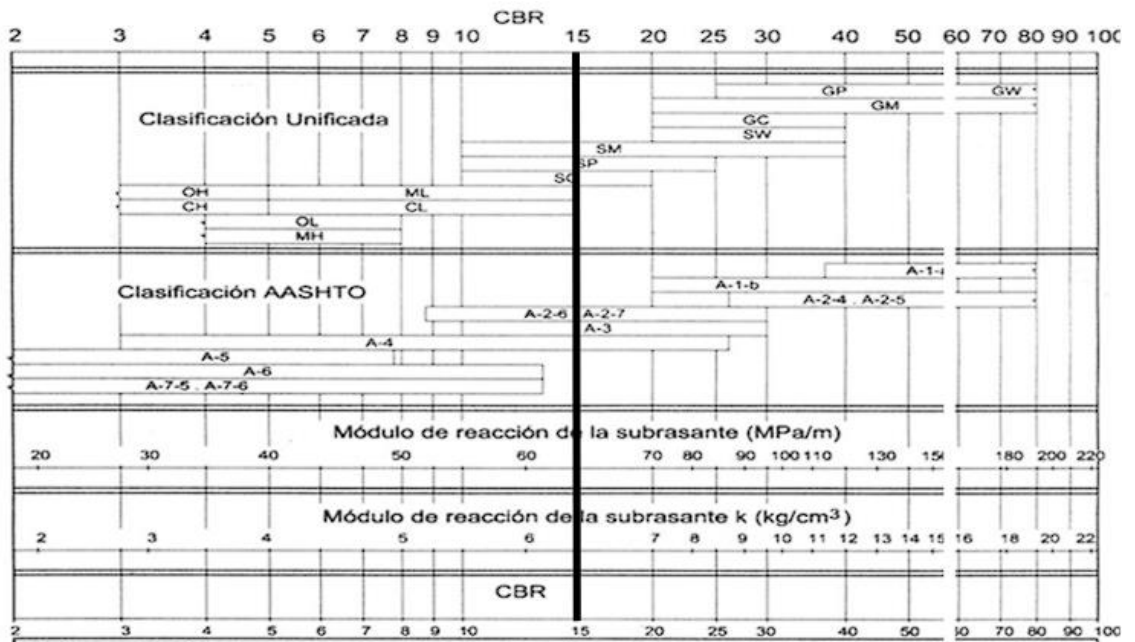 CBR
2 3 4 5 6 7 8 9 10 15 20 25 30 40 50 60 70 80 100
GP GW
Clasificación Unificada GM
GC
SW
SM
SP
OH ML
CH CL
OL
MH
Clasificación AASHTO A-1-b
A-2-4 . A-2-5
A-2-6 A-2-7
A-3
A-4
A-5
A-6
A-7-5 . A-7-6
Módulo de reacción de la subrasante (MPa/m)
20 30 40 50 60 70 80 100 110 130 180 200 220
Módulo de reacción de la subrasante k (kg/cm³)
2 3 4 5 6 7 8 9 10 11 12 13 14 15 16 18 20 22
CBR
2 3 4 5 6 7 8 9 10 15 20 25 30 40 50 60 70 80 100